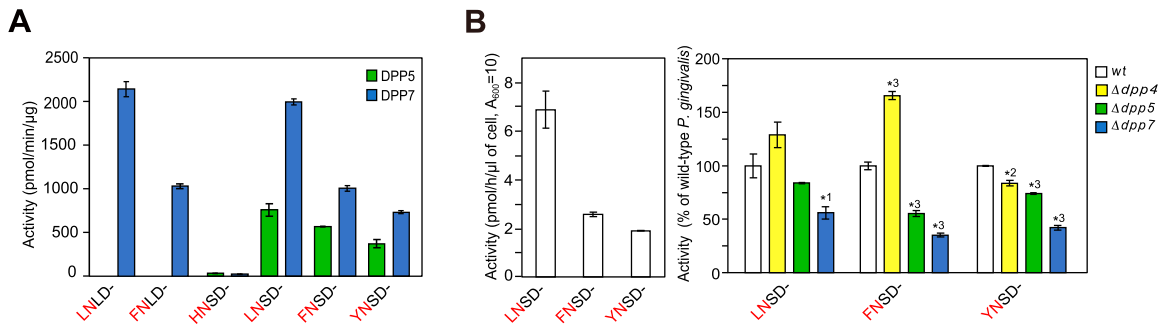 A
Activity (pmol/min/µg)
2500
2000
1500
1000
500
0
DPP5
DPP7
LNLD-
FNLD-
HNSD-
LNSD-
FNSD-
YNSD-
B
Activity (pmol/h/µl of cell, A600=10)
8
6
4
2
0
LNSD-
FNSD-
YNSD-
Activity (% of wild-type P. gingivalis)
200
150
100
50
0
*1
*3
*3
*3
*2
*3
*3
wt
Δdpp4
Δdpp5
Δdpp7
LNSD-
FNSD-
YNSD-